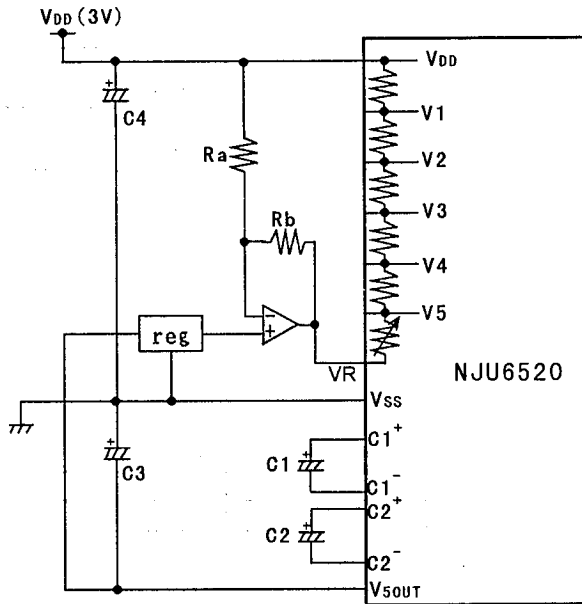 VDD (3V)
VDD
+
C4
V1
Ra
V2
V3
Rb
V4
V5
reg
−
+
VR
NJU6520
VSS
+
C3
C1+
C1
+
C1−
C2+
C2
+
C2−
V5OUT